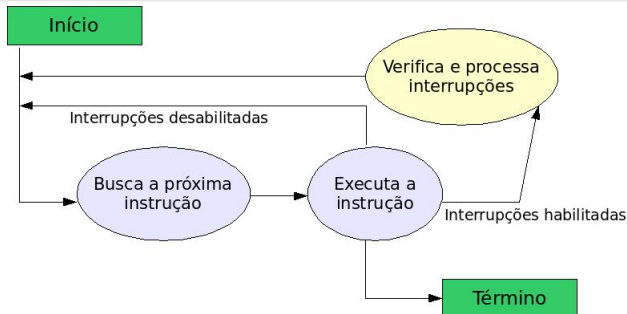 Início
Verifica e processa
interrupções
Interrupções desabilitadas
Busca a próxima
instrução
Executa a
instrução
Interrupções habilitadas
Término